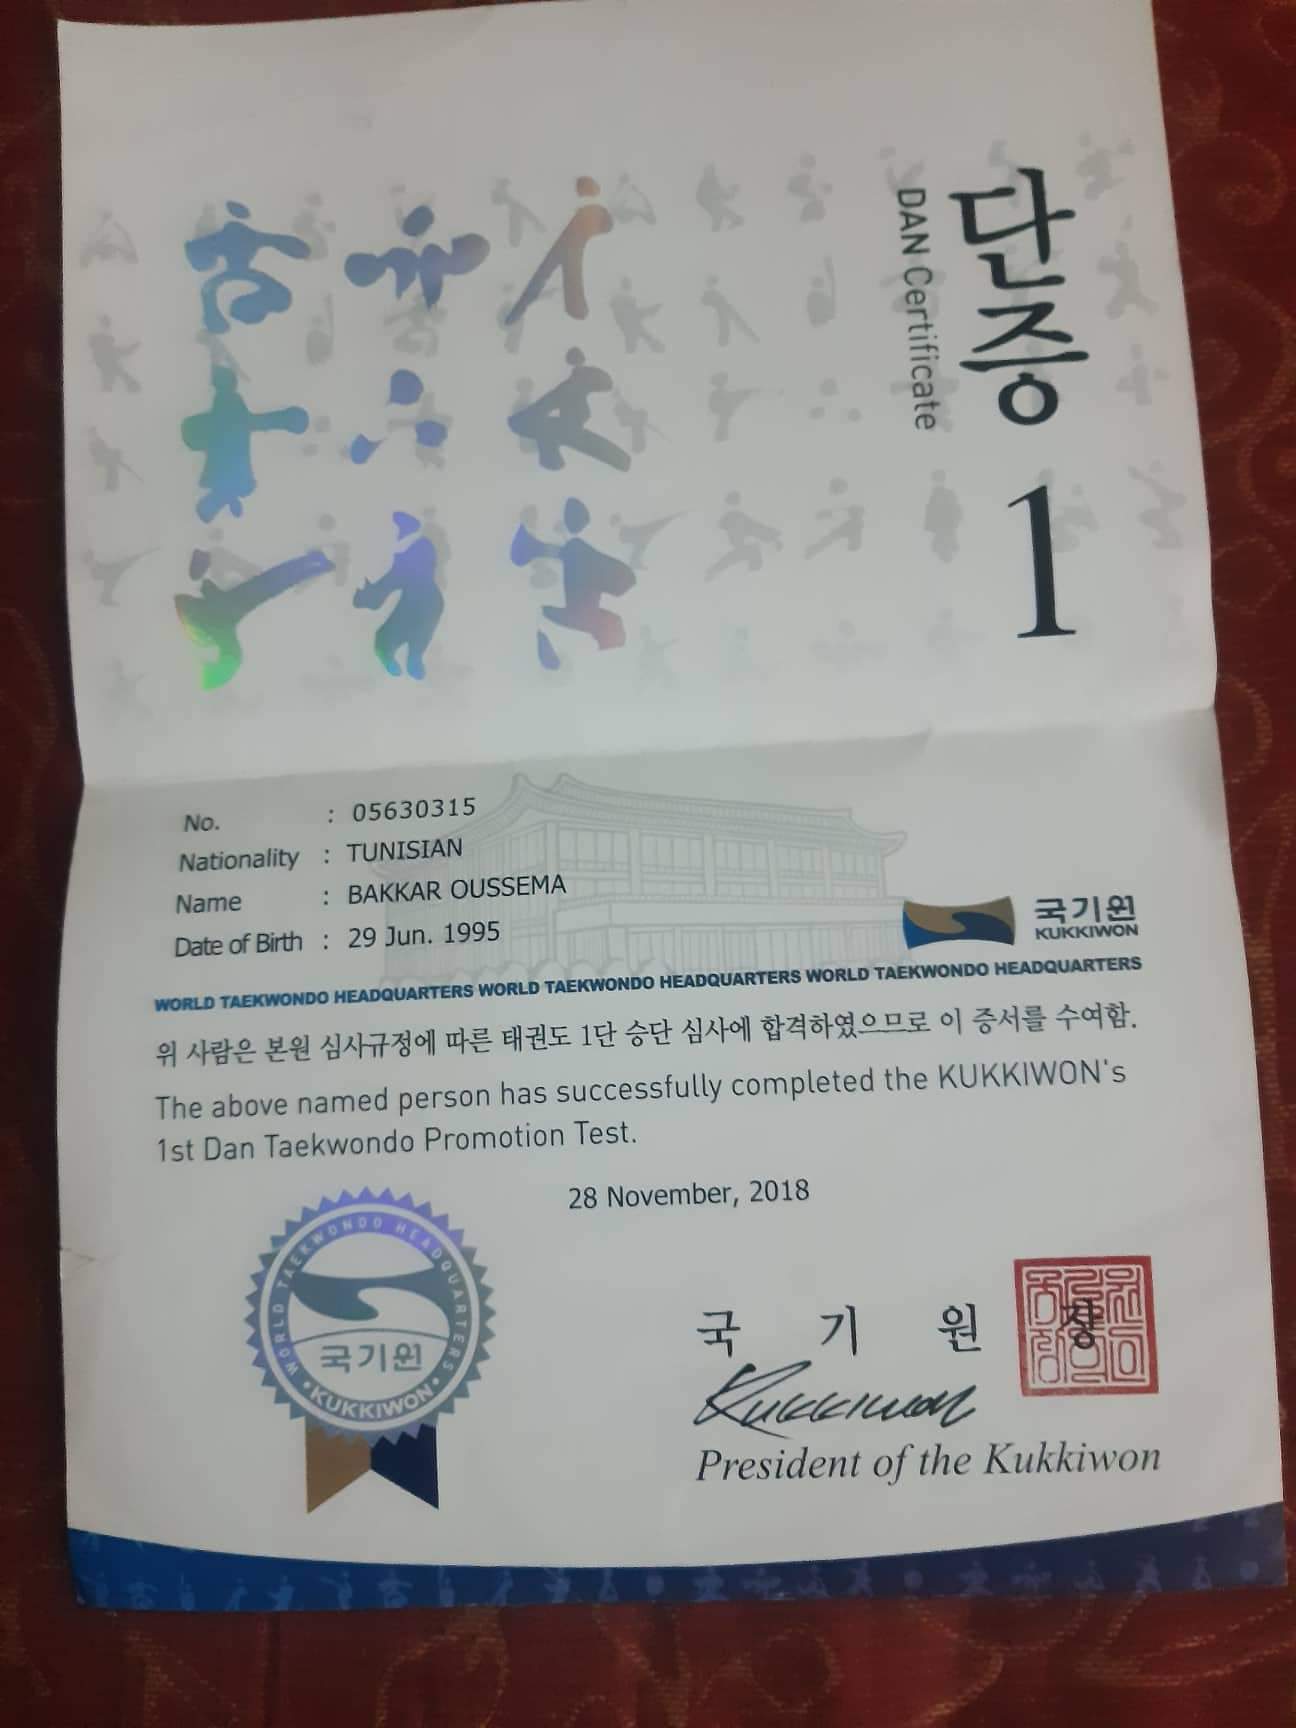 단증
DAN Certificate
1
No. : 05630315
Nationality : TUNISIAN
Name : BAKKAR OUSSEMA
Date of Birth : 29 Jun. 1995
국기원
KUKKIWON
WORLD TAEKWONDO HEADQUARTERS WORLD TAEKWONDO HEADQUARTERS
위 사람은 본원 심사규정에 따른 태권도 1단 승단 심사에 합격하였으므로 이 증서를 수여함.
The above named person has successfully completed the KUKKIWON's
1st Dan Taekwondo Promotion Test.
28 November, 2018
WORLD TAEKWONDO HEADQUARTERS
국기원
• KUKKIWON •
국 기 원 장
Kukkiwon
President of the Kukkiwon